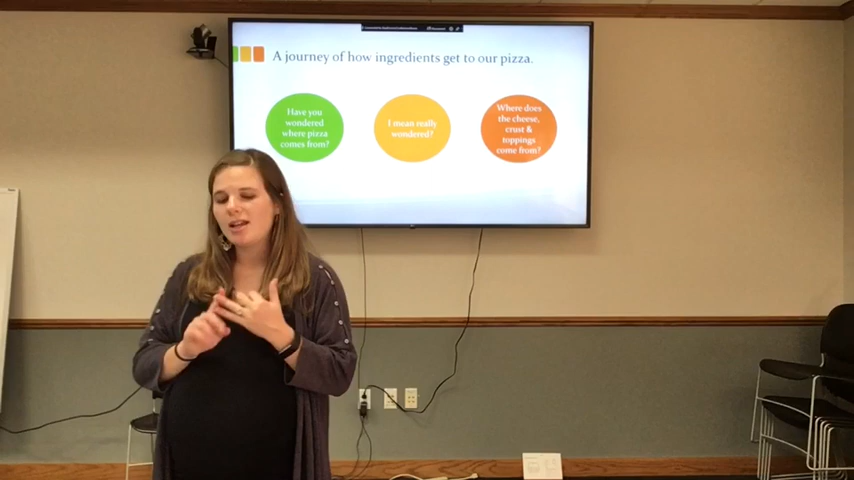 A journey of how ingredients get to our pizza.
Have you
wondered
where pizza
comes from?
I mean really
wondered?
Where does
the cheese,
crust &
toppings
come from?